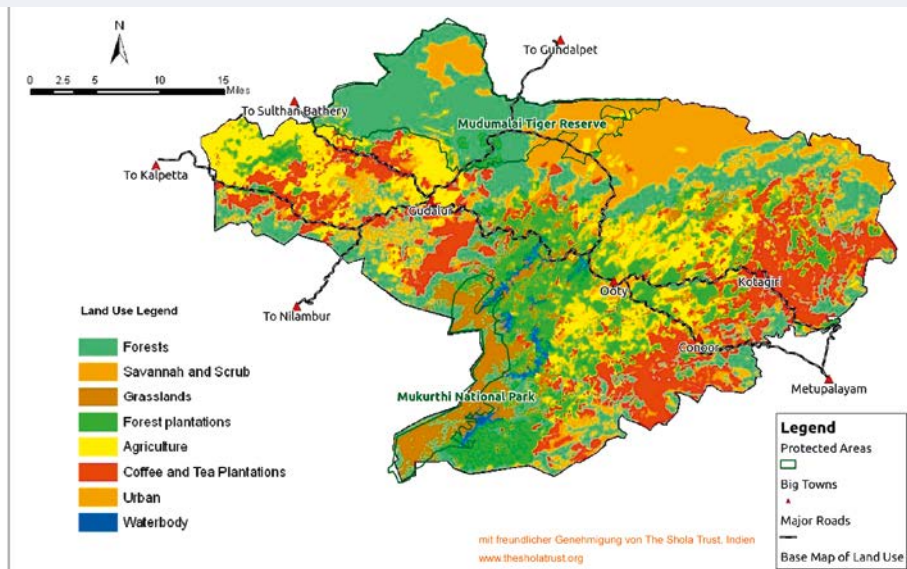 N
0 2.5 5 10 15
Miles
To Gundalpet
To Sulthan Bathery
Mudumalai Tiger Reserve
To Kalpetta
Gudalur
Ooty
Kotagiri
To Nilambur
Conoor
Metupalayam
Mukurthi National Park
Land Use Legend
Forests
Savannah and Scrub
Grasslands
Forest plantations
Agriculture
Coffee and Tea Plantations
Urban
Waterbody
Legend
Protected Areas
Big Towns
Major Roads
Base Map of Land Use
mit freundlicher Genehmigung von The Shola Trust, Indien
www.thesholatrust.org